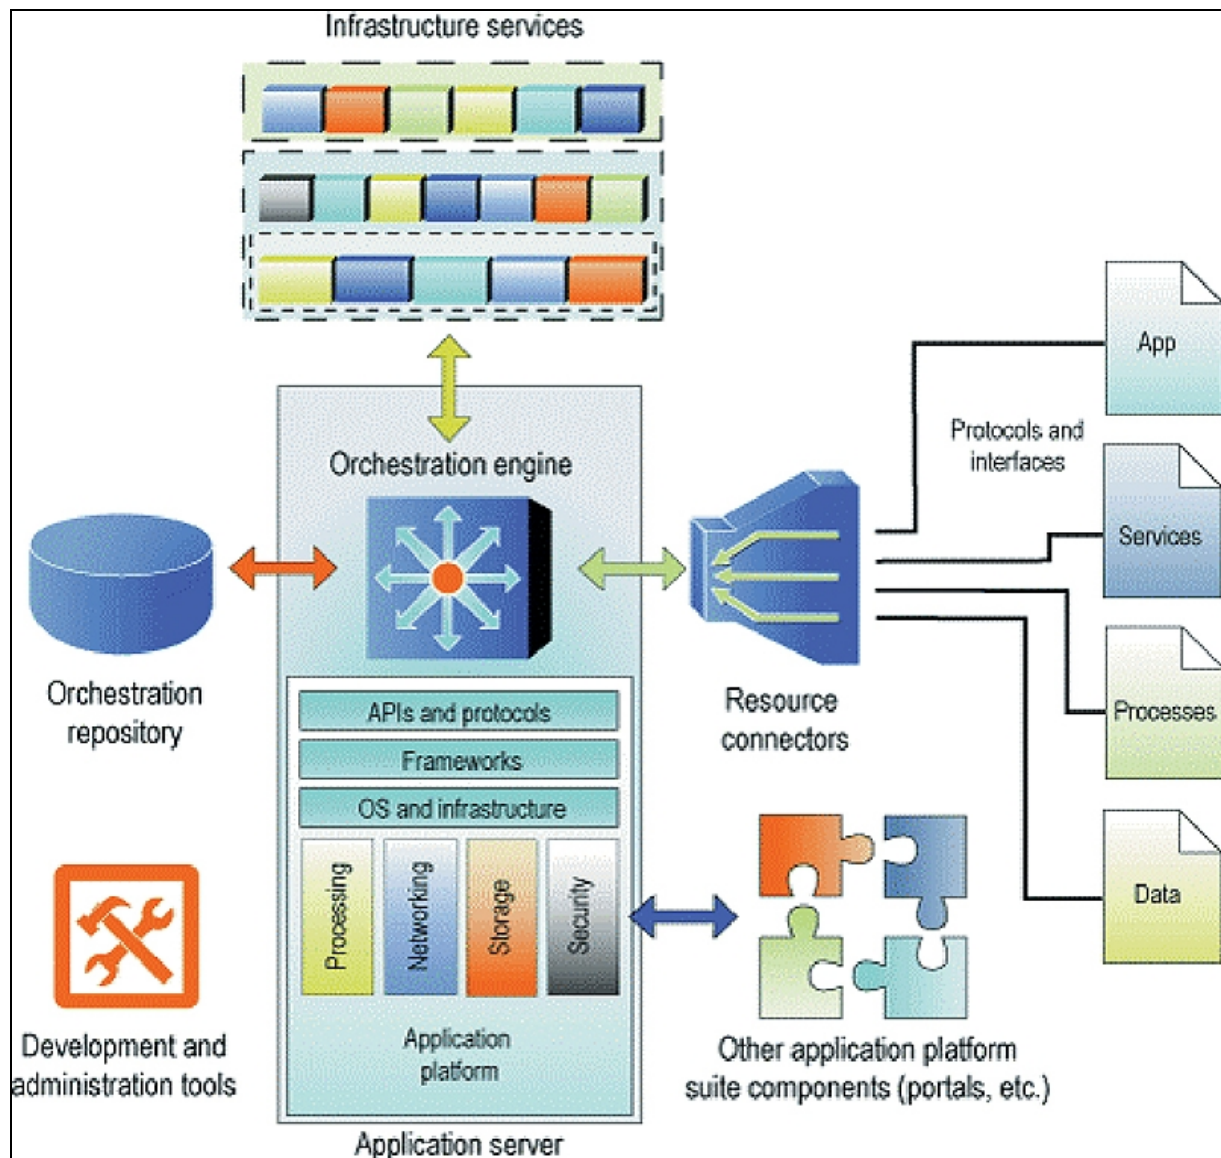 Infrastructure services
Orchestration engine
Orchestration
repository
APIs and protocols
Frameworks
OS and infrastructure
Processing
Networking
Storage
Security
Application
platform
Application server
Development and
administration tools
Resource
connectors
Protocols and
interfaces
App
Services
Processes
Data
Other application platform
suite components (portals, etc.)